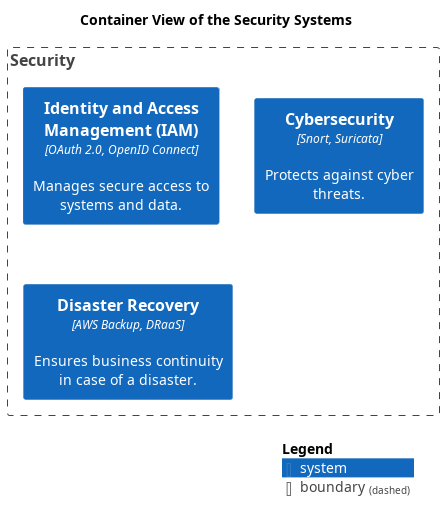 Container View of the Security Systems
Security
Identity and Access
Management (IAM)
[OAuth 2.0, OpenID Connect]
Manages secure access to
systems and data.
Cybersecurity
[Snort, Suricata]
Protects against cyber
threats.
Disaster Recovery
[AWS Backup, DRaaS]
Ensures business continuity
in case of a disaster.
Legend
system
boundary (dashed)